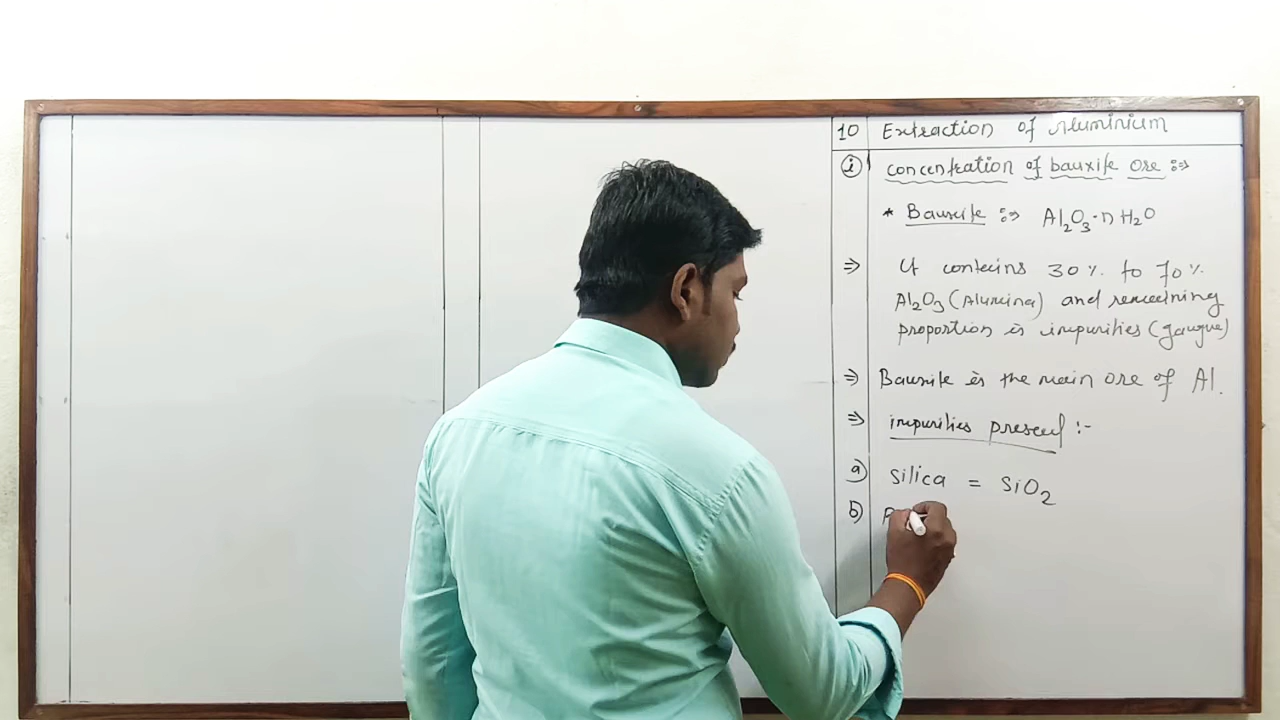 10 Extraction of Aluminium
i concentration of bauxite ore :⇒
* Bauxite :⇒ Al₂O₃·nH₂O
⇒ It contains 30% to 70%
Al₂O₃ (Alumina) and remaining
proportion is impurities (gangue)
⇒ Bauxite is the main ore of Al.
⇒ impurities present :-
a) Silica = SiO₂
b)